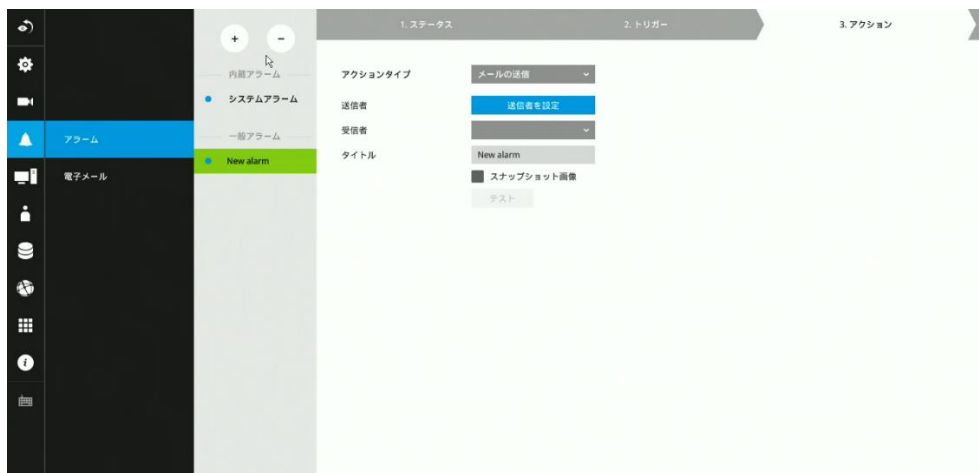 1. ステータス
2. トリガー
3. アクション
+
-
内蔵アラーム
システムアラーム
一般アラーム
New alarm
アラーム
電子メール
アクションタイプ
メールの送信
送信者
送信者を設定
受信者
タイトル
New alarm
スナップショット画像
テスト